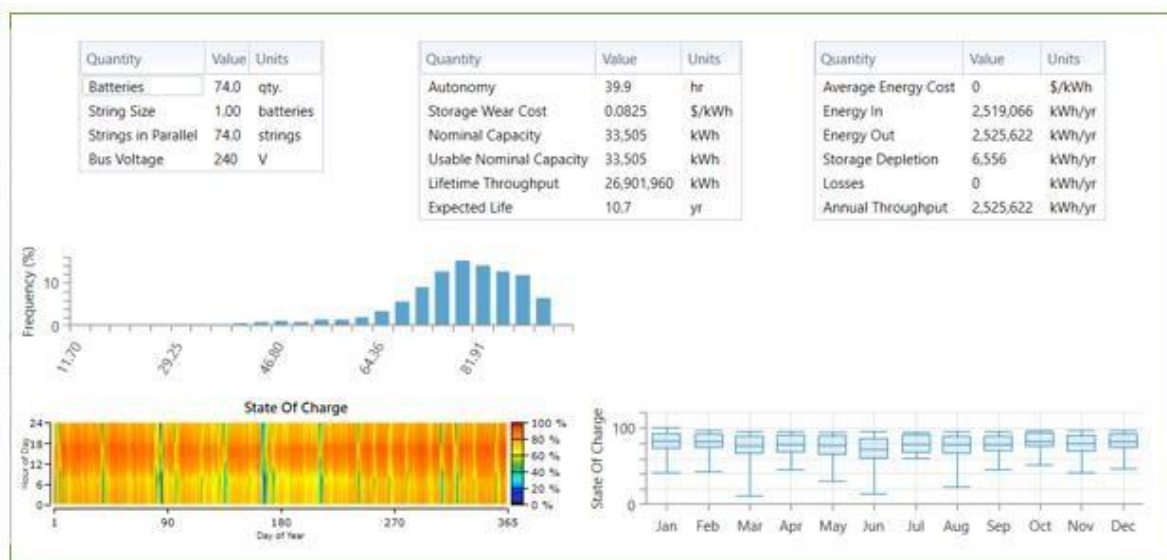 Quantity Value Units
Batteries 74.0 qty.
String Size 1.00 batteries
Strings in Parallel 74.0 strings
Bus Voltage 240 V
Quantity Value Units
Autonomy 39.9 hr
Storage Wear Cost 0.0825 $/kWh
Nominal Capacity 33,505 kWh
Usable Nominal Capacity 33,505 kWh
Lifetime Throughput 26,901,960 kWh
Expected Life 10.7 yr
Quantity Value Units
Average Energy Cost 0 $/kWh
Energy In 2,519,066 kWh/yr
Energy Out 2,525,622 kWh/yr
Storage Depletion 6,556 kWh/yr
Losses 0 kWh/yr
Annual Throughput 2,525,622 kWh/yr
Frequency (%)
10
0
11.70 29.25 46.80 64.36 81.91
State Of Charge
Hour of Day
24
18
12
6
0
1 90 180 270 365
Day of Year
100 %
80 %
60 %
40 %
20 %
0 %
State Of Charge
100
0
Jan Feb Mar Apr May Jun Jul Aug Sep Oct Nov Dec